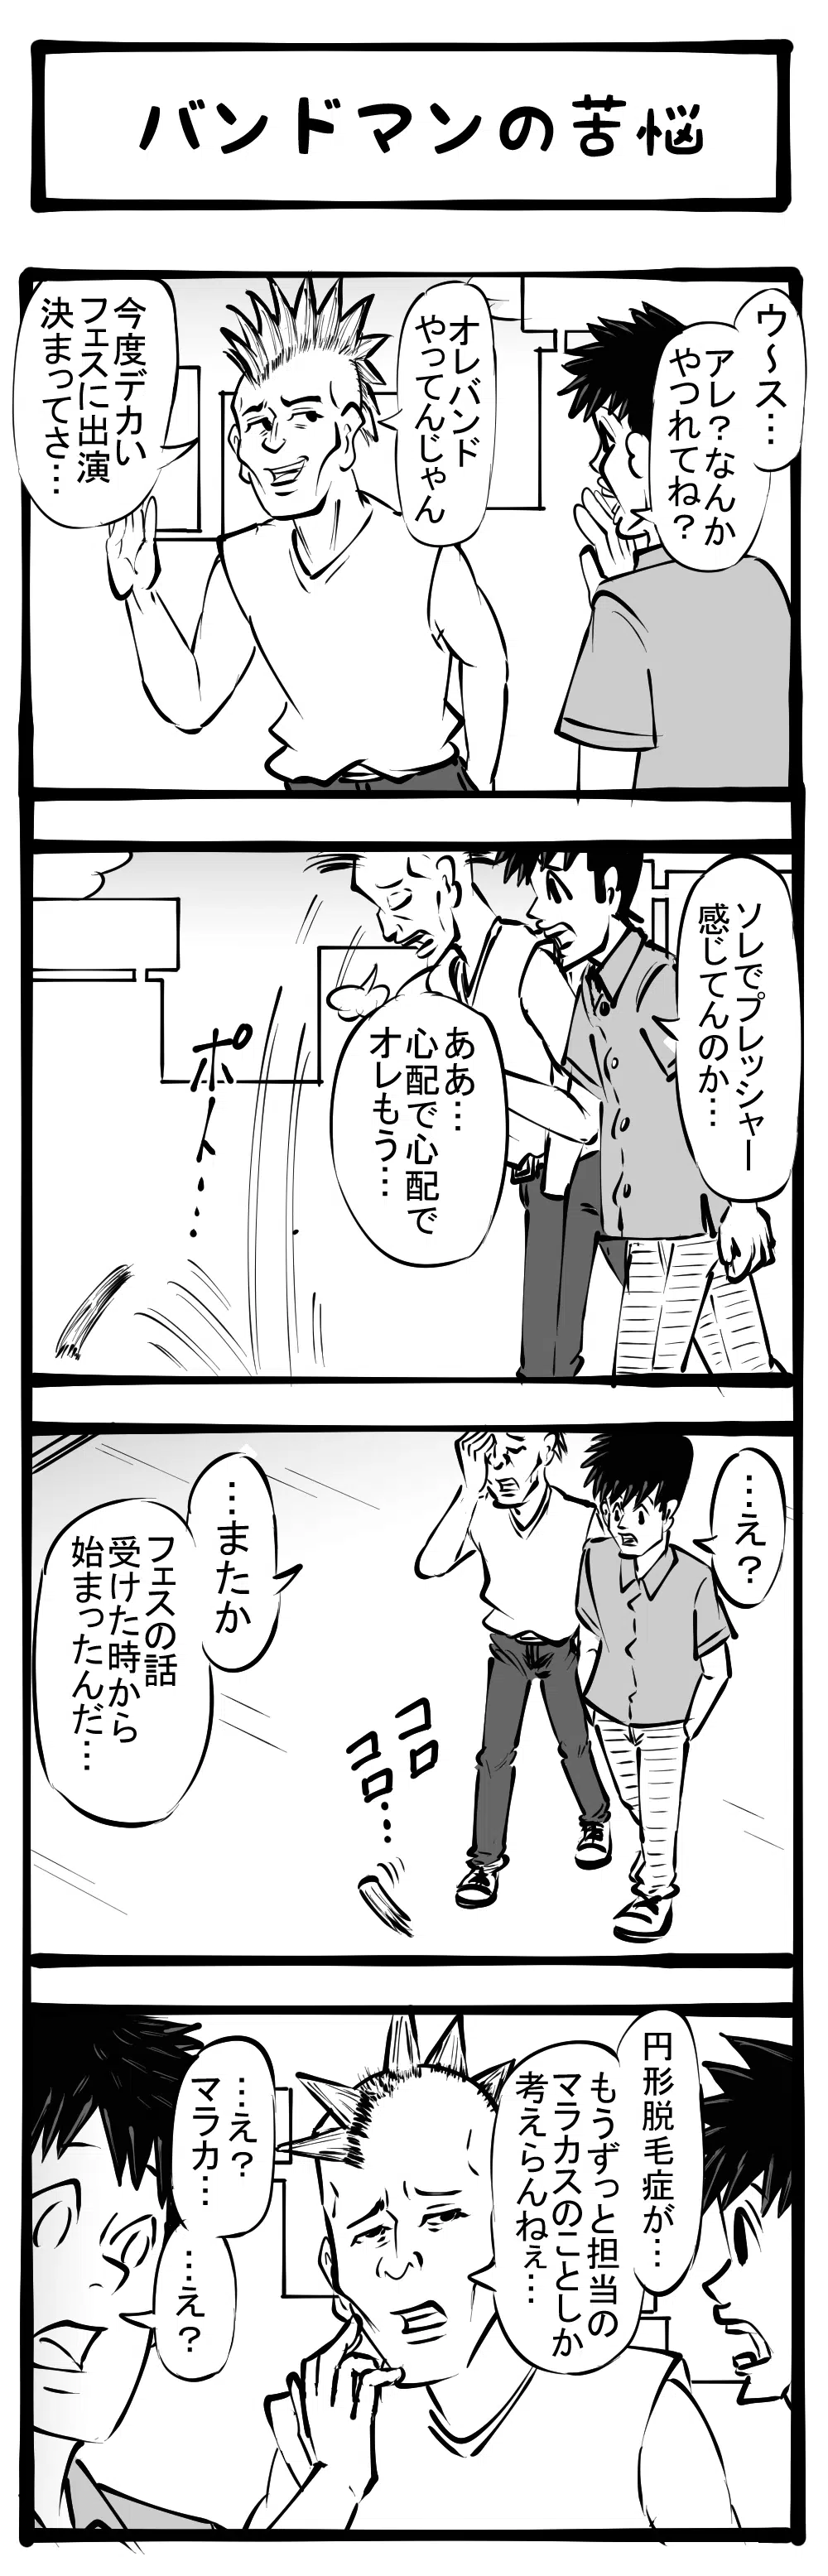 バンドマンの苦悩
ウ〜ス…
アレ？なんか
やつれてね？
オレバンド
やってんじゃん
今度デカい
フェスに出演
決まってさ…
ソレでプレッシャー
感じてんのか…
ああ…
心配で心配で
オレもう…
ポトト…
…え？
コロ
コロ…
…またか
フェスの話
受けた時から
始まったんだ…
円形脱毛症が…
もうずっと担当の
マラカスのことしか
考えらんねぇ…
…え？
マラカ…
…え？